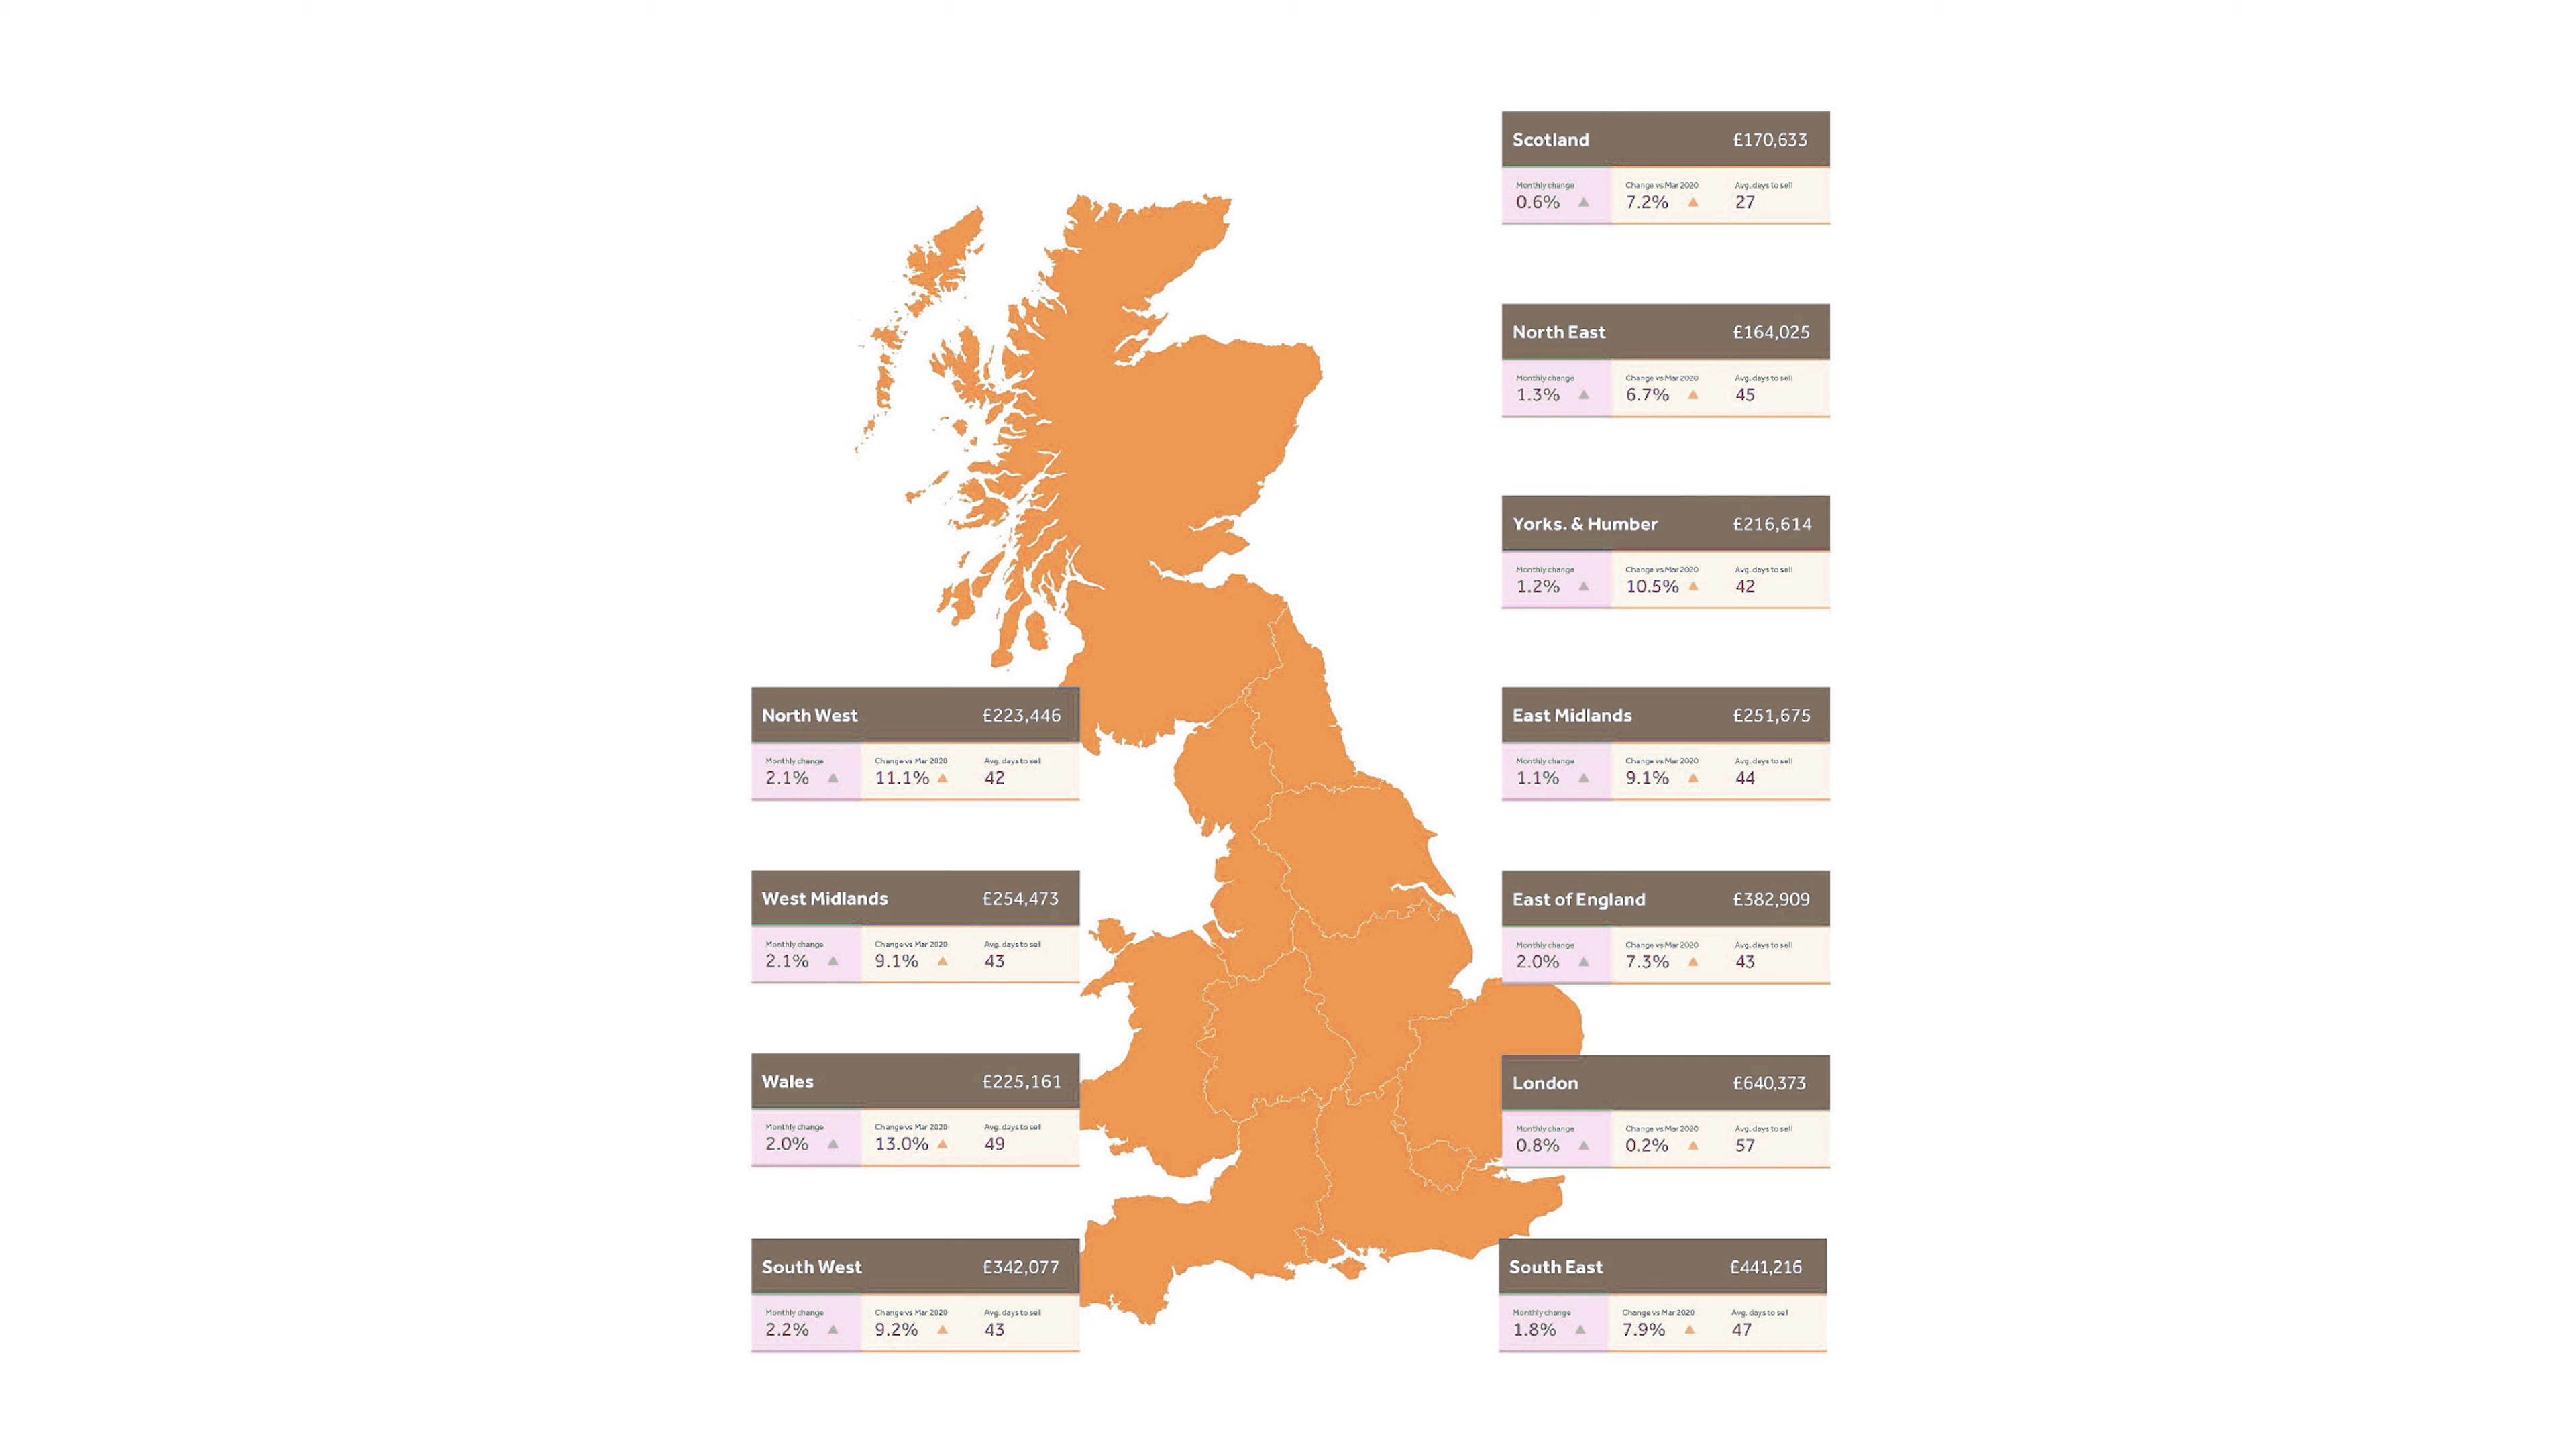 Scotland £170,633
Monthly change Change vs Mar 2020 Avg. days to sell
0.6% 7.2% 27
North East £164,025
Monthly change Change vs Mar 2020 Avg. days to sell
1.3% 6.7% 45
Yorks. & Humber £216,614
Monthly change Change vs Mar 2020 Avg. days to sell
1.2% 10.5% 42
North West £223,446
Monthly change Change vs Mar 2020 Avg. days to sell
2.1% 11.1% 42
East Midlands £251,675
Monthly change Change vs Mar 2020 Avg. days to sell
1.1% 9.1% 44
West Midlands £254,473
Monthly change Change vs Mar 2020 Avg. days to sell
2.1% 9.1% 43
East of England £382,909
Monthly change Change vs Mar 2020 Avg. days to sell
2.0% 7.3% 43
Wales £225,161
Monthly change Change vs Mar 2020 Avg. days to sell
2.0% 13.0% 49
London £640,373
Monthly change Change vs Mar 2020 Avg. days to sell
0.8% 0.2% 57
South West £342,077
Monthly change Change vs Mar 2020 Avg. days to sell
2.2% 9.2% 43
South East £441,216
Monthly change Change vs Mar 2020 Avg. days to sell
1.8% 7.9% 47